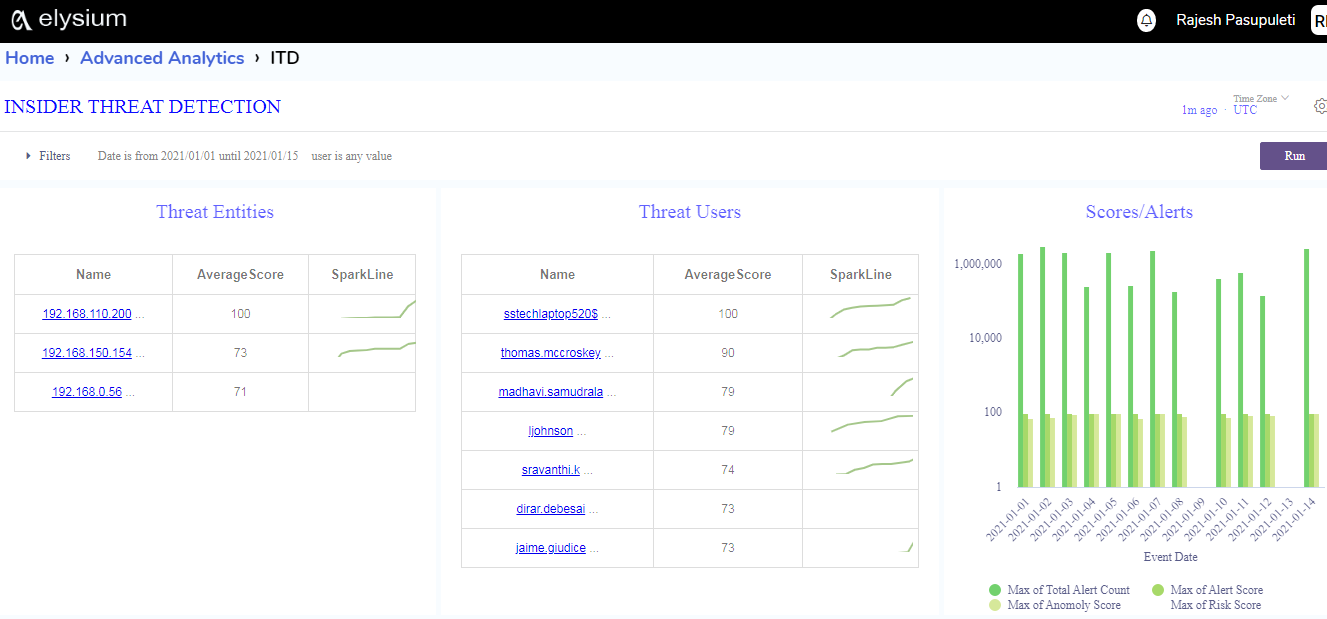 elysium
Rajesh Pasupuleti
Home › Advanced Analytics › ITD
INSIDER THREAT DETECTION
1m ago · Time Zone UTC
Filters Date is from 2021/01/01 until 2021/01/15 user is any value
Run
Threat Entities
Name AverageScore SparkLine
192.168.110.200 ... 100
192.168.150.154 ... 73
192.168.0.56 ... 71
Threat Users
Name AverageScore SparkLine
sstechlaptop520$ ... 100
thomas.mccroskey ... 90
madhavi.samudrala ... 79
ljohnson ... 79
sravanthi.k ... 74
dirar.debesai ... 73
jaime.giudice ... 73
Scores/Alerts
1,000,000
10,000
100
1
2021-01-01
2021-01-02
2021-01-03
2021-01-04
2021-01-05
2021-01-06
2021-01-07
2021-01-08
2021-01-09
2021-01-10
2021-01-11
2021-01-12
2021-01-13
2021-01-14
Event Date
Max of Total Alert Count Max of Alert Score
Max of Anomoly Score Max of Risk Score